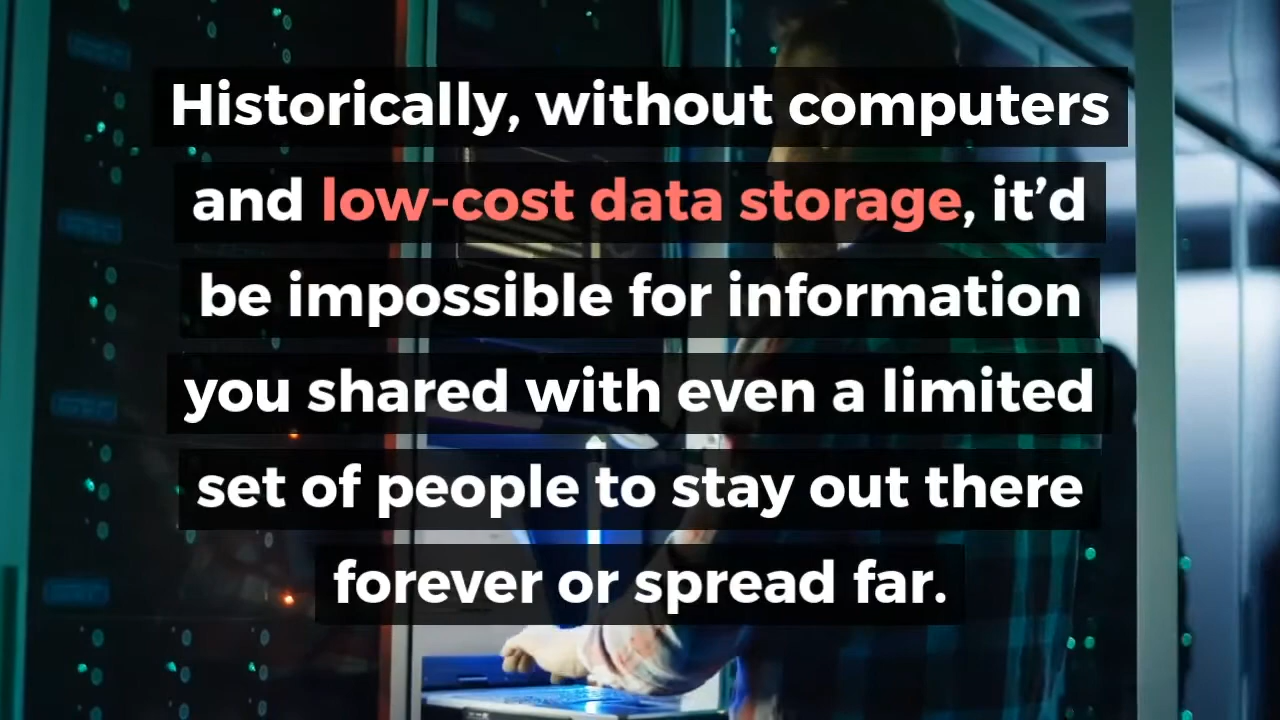 Historically, without computers
and low-cost data storage, it’d
be impossible for information
you shared with even a limited
set of people to stay out there
forever or spread far.